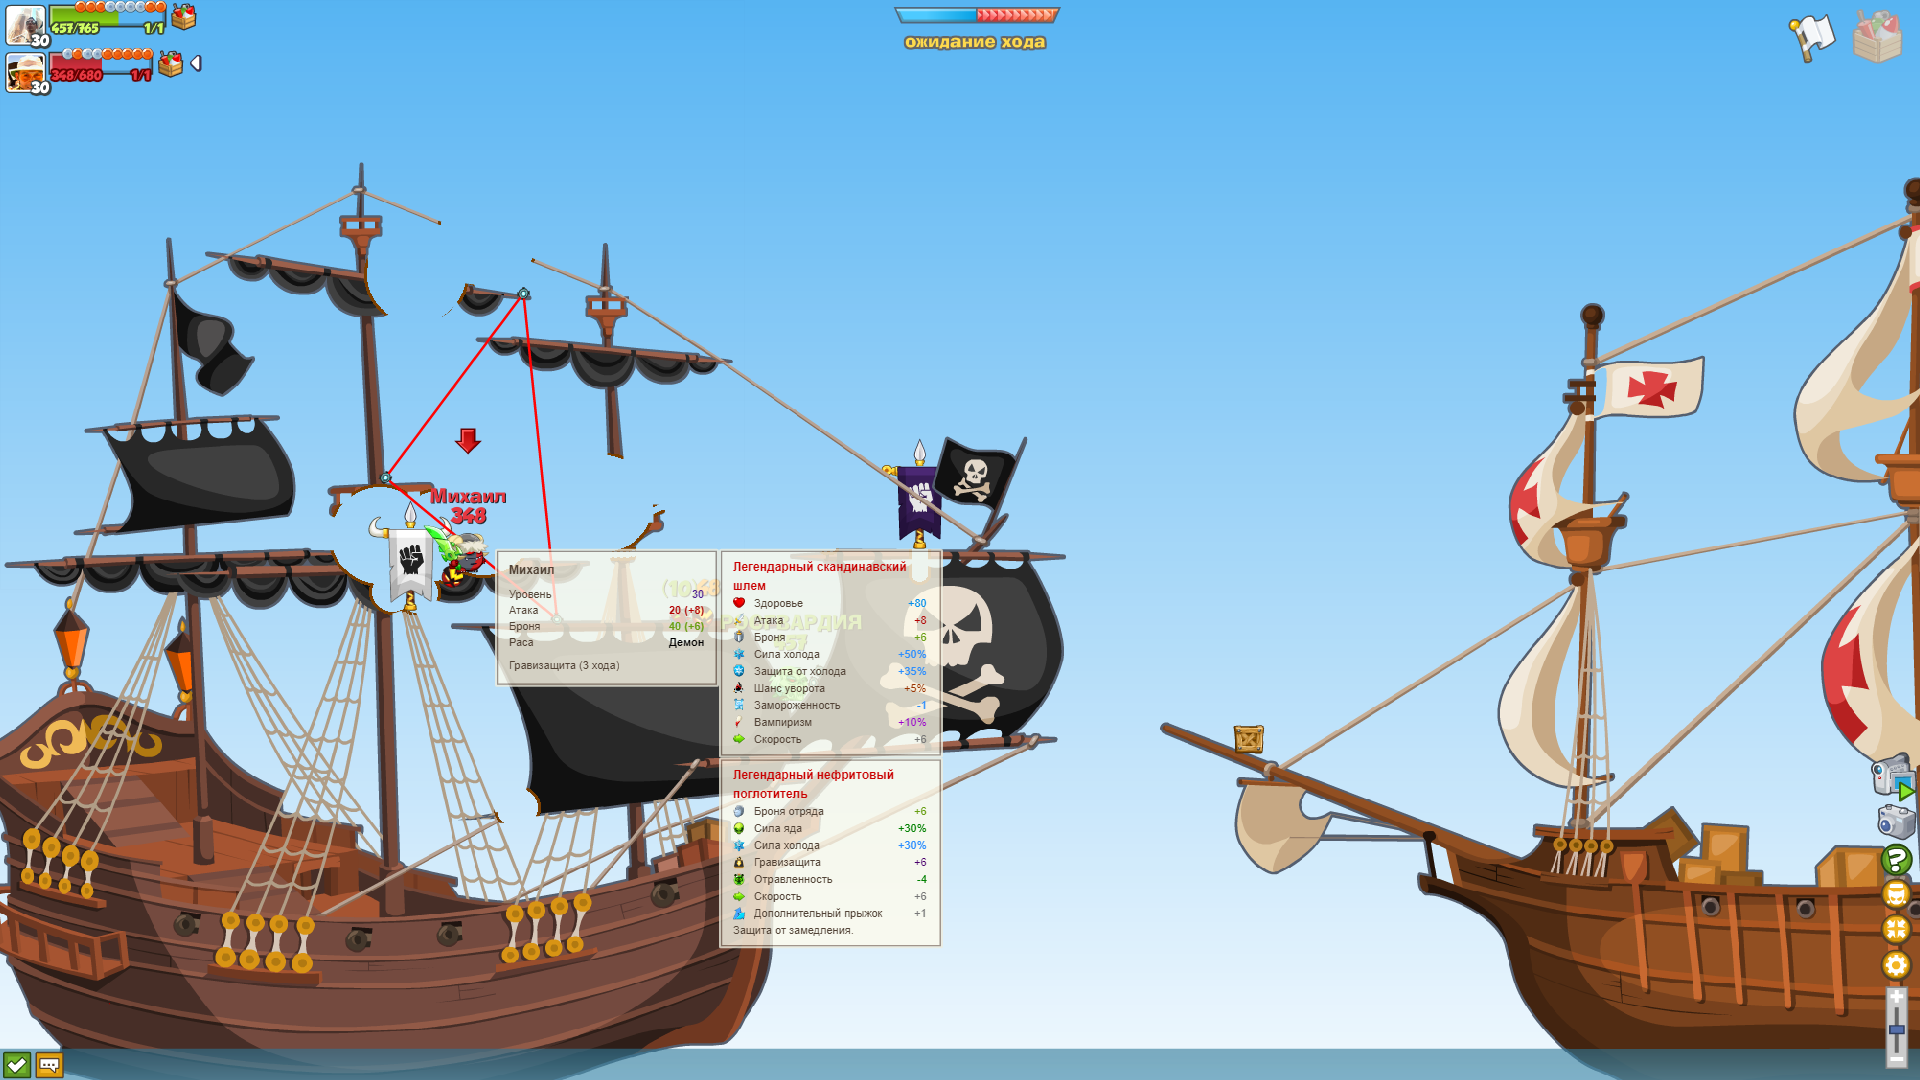 457/765
1/1
30
348/680
1/1
30
ожидание хода
Михаил
348
Михаил
Уровень 30
Атака 20 (+8)
Броня 40 (+6)
Раса Демон
Гравизащита (3 хода)
457
Легендарный скандинавский
шлем
Здоровье +80
Атака +8
Броня +6
Сила холода +50%
Защита от холода +35%
Шанс уворота +5%
Замороженность -1
Вампиризм +10%
Скорость +6
Легендарный нефритовый
поглотитель
Броня отряда +6
Сила яда +30%
Сила холода +30%
Гравизащита +6
Отравленность -4
Скорость +6
Дополнительный прыжок +1
Защита от замедления.